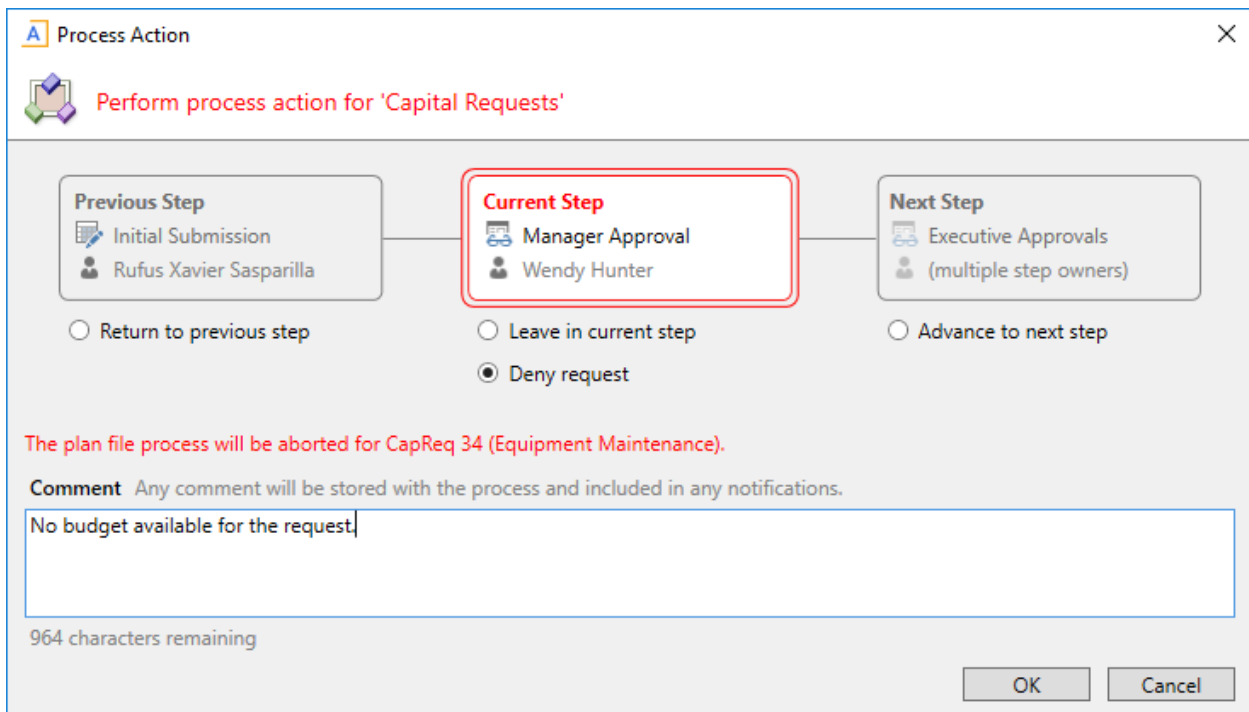 A Process Action
Perform process action for 'Capital Requests'
Previous Step
Initial Submission
Rufus Xavier Sasparilla
Return to previous step
Current Step
Manager Approval
Wendy Hunter
Leave in current step
Deny request
Next Step
Executive Approvals
(multiple step owners)
Advance to next step
The plan file process will be aborted for CapReq 34 (Equipment Maintenance).
Comment Any comment will be stored with the process and included in any notifications.
No budget available for the request.
964 characters remaining
OK Cancel